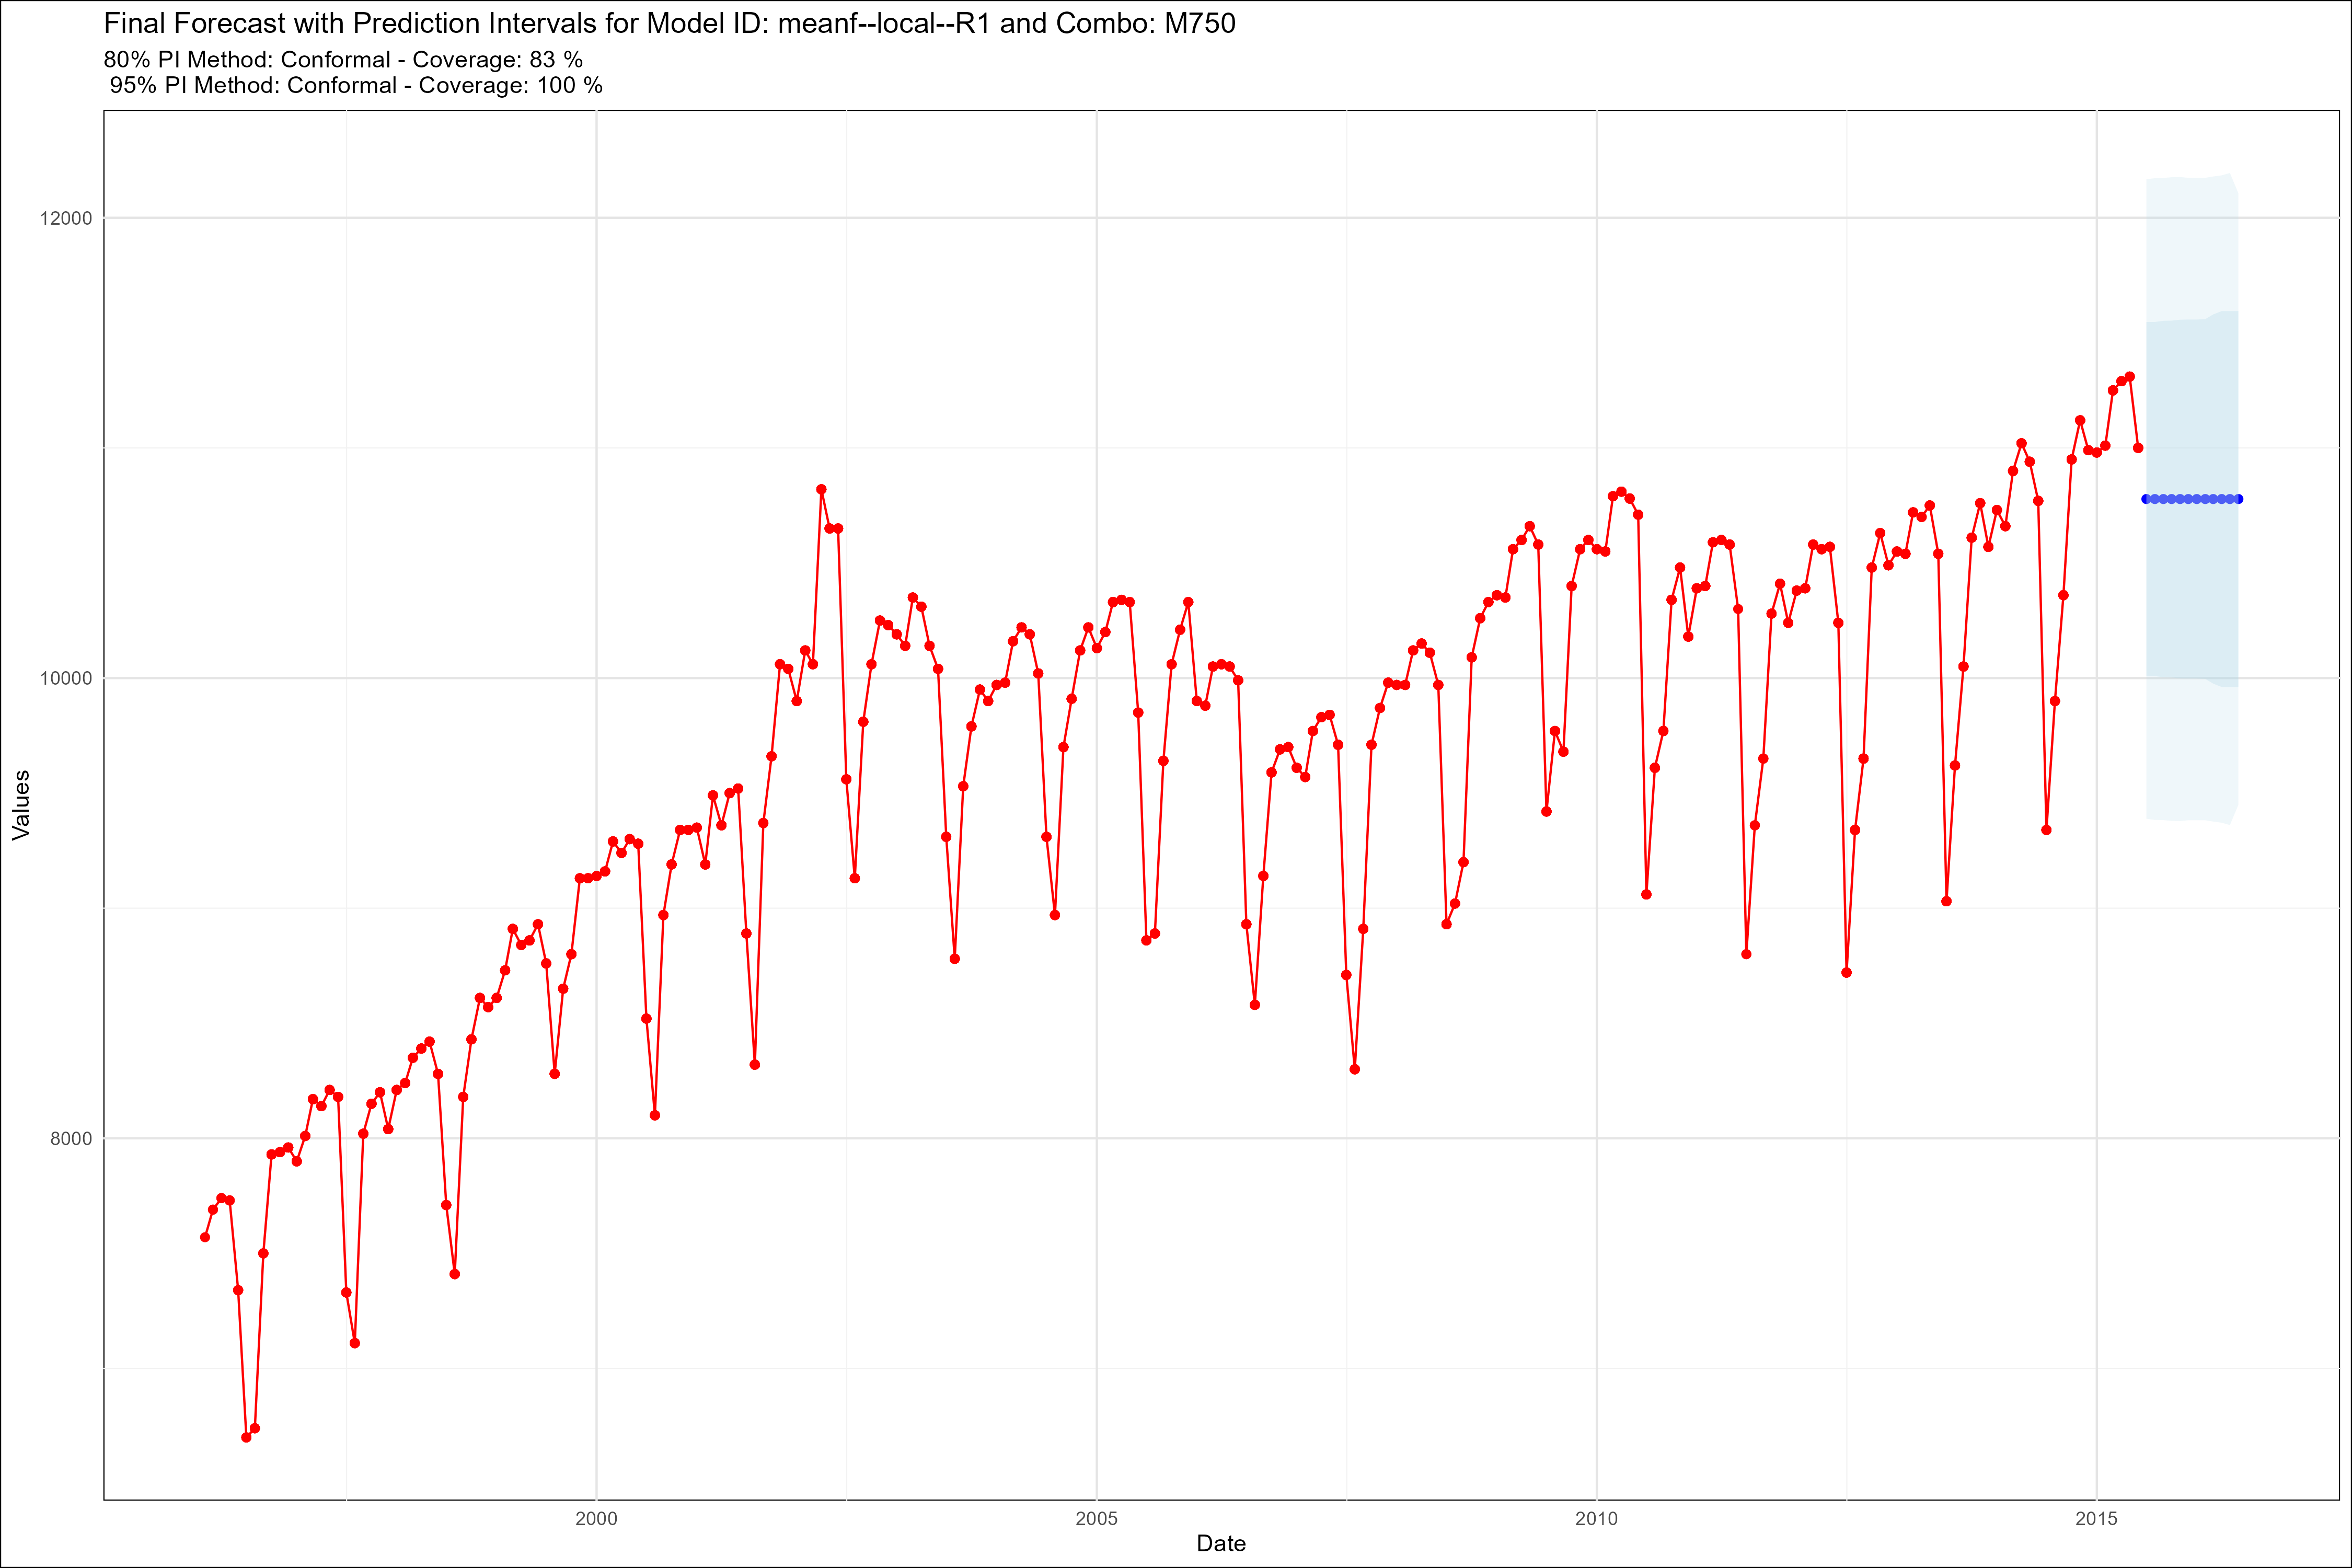 Final Forecast with Prediction Intervals for Model ID: meanf--local--R1 and Combo: M750
80% PI Method: Conformal - Coverage: 83 %
95% PI Method: Conformal - Coverage: 100 %
12000
10000
8000
Values
2000 2005 2010 2015
Date